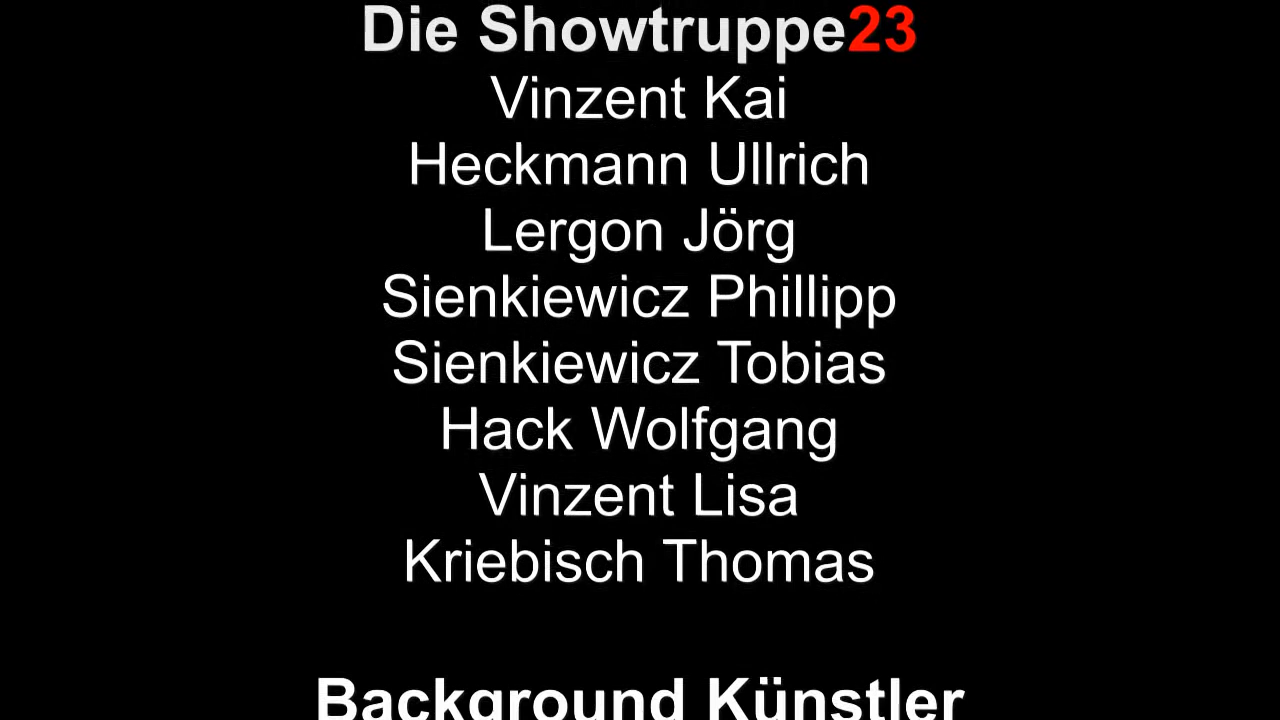 Die Showtruppe23
Vinzent Kai
Heckmann Ullrich
Lergon Jörg
Sienkiewicz Phillipp
Sienkiewicz Tobias
Hack Wolfgang
Vinzent Lisa
Kriebisch Thomas
Background Künstler